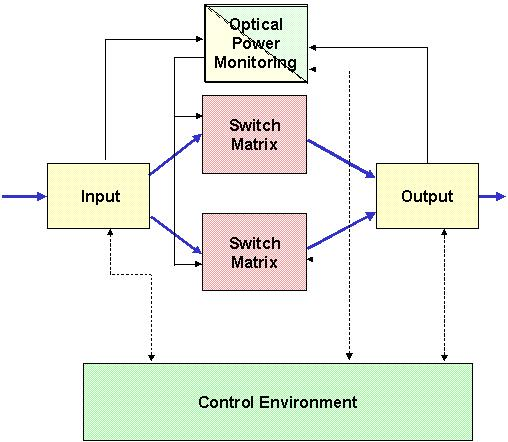 Optical
Power
Monitoring
Switch
Matrix
Input
Output
Switch
Matrix
Control Environment